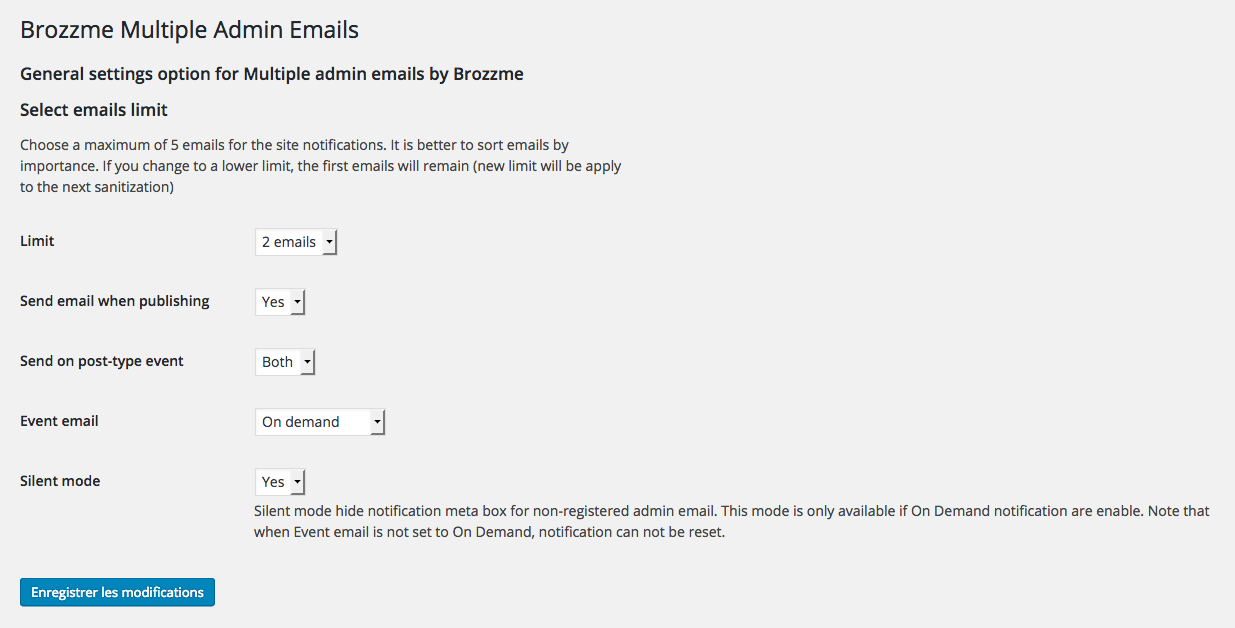 Brozzme Multiple Admin Emails
General settings option for Multiple admin emails by Brozzme
Select emails limit
Choose a maximum of 5 emails for the site notifications. It is better to sort emails by
importance. If you change to a lower limit, the first emails will remain (new limit will be apply
to the next sanitization)
Limit 2 emails
Send email when publishing Yes
Send on post-type event Both
Event email On demand
Silent mode Yes
Silent mode hide notification meta box for non-registered admin email. This mode is only available if On Demand notification are enable. Note that
when Event email is not set to On Demand, notification can not be reset.
Enregistrer les modifications